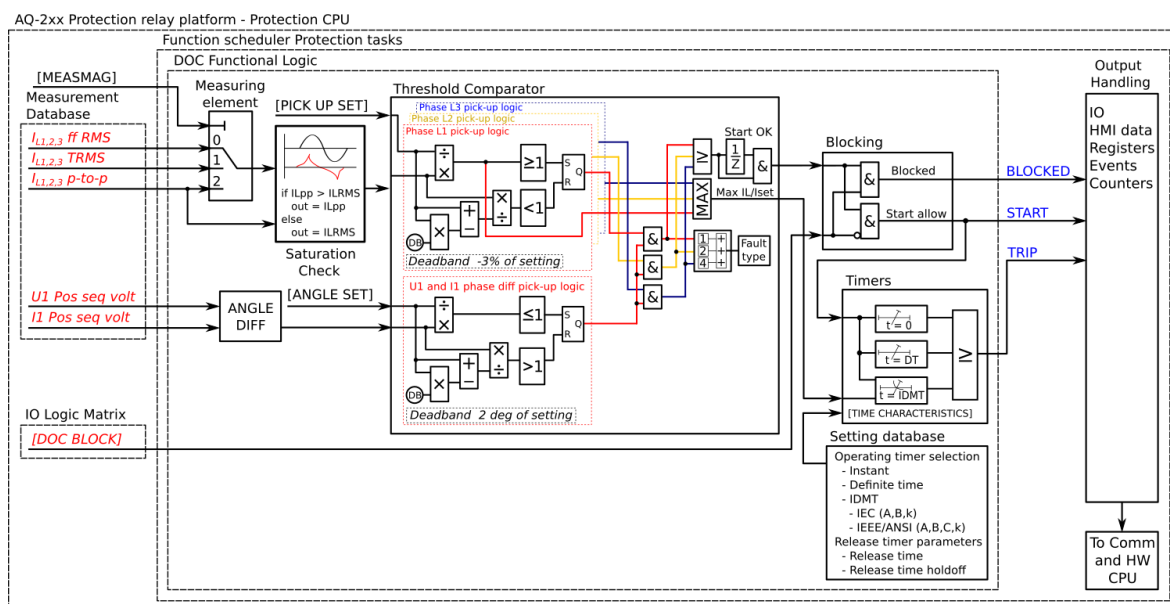 AQ-2xx Protection relay platform - Protection CPU
Function scheduler Protection tasks
DOC Functional Logic
[MEASMAG]
Measurement
Database
IL1,2,3 ff RMS
IL1,2,3 TRMS
IL1,2,3 p-to-p
Measuring
element
0
1
2
[PICK UP SET]
if ILpp > ILRMS
out = ILpp
else
out = ILRMS
Saturation
Check
Threshold Comparator
Phase L3 pick-up logic
Phase L2 pick-up logic
Phase L1 pick-up logic
÷
×
≥1
S
R
Q
<1
×
÷
+
−
×
DB
Deadband -3% of setting
U1 Pos seq volt
I1 Pos seq volt
ANGLE
DIFF
[ANGLE SET]
U1 and I1 phase diff pick-up logic
÷
×
≤1
S
R
Q
>1
×
÷
+
−
×
DB
Deadband 2 deg of setting
&
&
&
≥
MAX
Start OK
1
Z
&
Max IL/Iset
1 +
2 +
4 +
Fault
type
Blocking
&
Blocked
&
Start allow
BLOCKED
START
TRIP
Timers
t = 0
t = DT
t = IDMT
≥
[TIME CHARACTERISTICS]
IO Logic Matrix
[DOC BLOCK]
Setting database
Operating timer selection
- Instant
- Definite time
- IDMT
- IEC (A,B,k)
- IEEE/ANSI (A,B,C,k)
Release timer parameters
- Release time
- Release time holdoff
Output
Handling
IO
HMI data
Registers
Events
Counters
To Comm
and HW
CPU